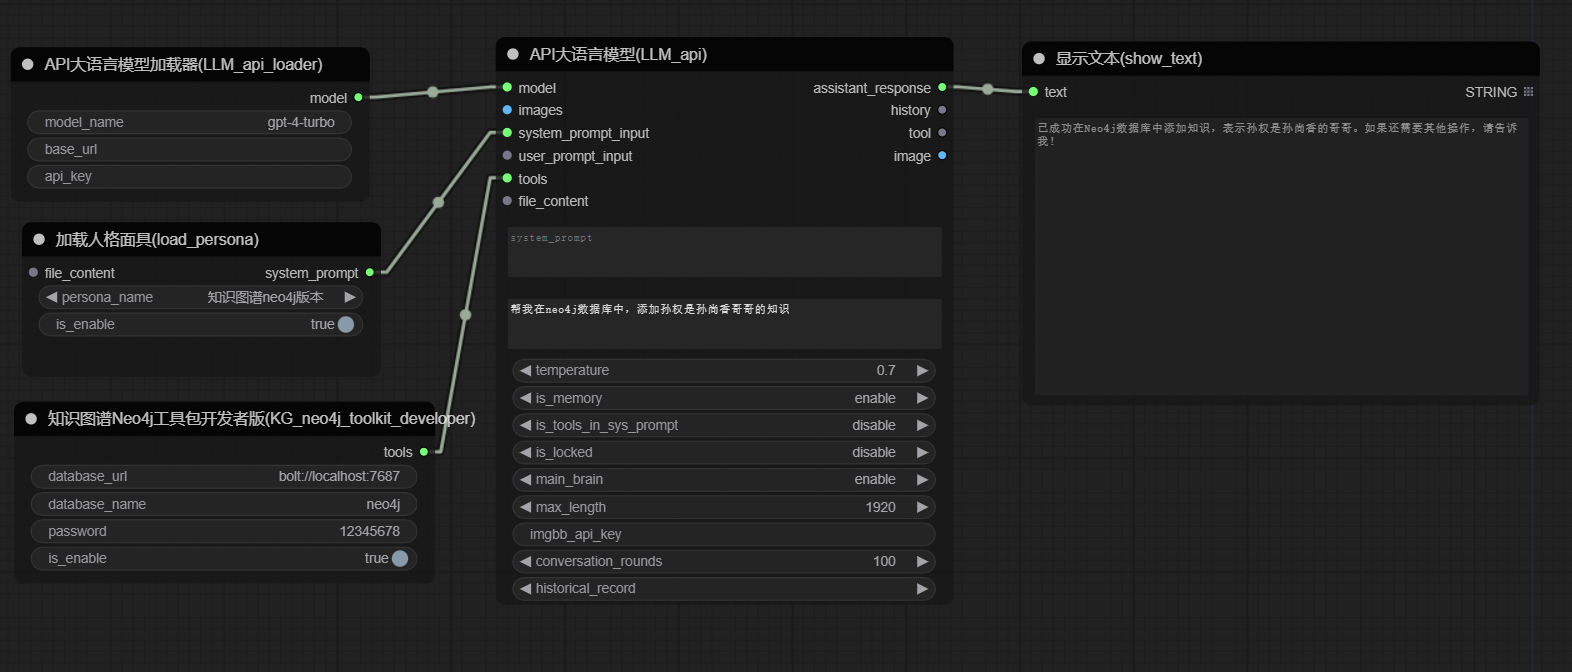 API大语言模型加载器(LLM_api_loader)
model
model_name gpt-4-turbo
base_url
api_key
加载人格面具(load_persona)
file_content system_prompt
persona_name 知识图谱neo4j版本
is_enable true
知识图谱Neo4j工具包开发者版(KG_neo4j_toolkit_developer)
tools
database_url bolt://localhost:7687
database_name neo4j
password 12345678
is_enable true
API大语言模型(LLM_api)
model assistant_response
images history
system_prompt_input tool
user_prompt_input image
tools
file_content
system_prompt
帮我在neo4j数据库中，添加孙权是孙尚香哥哥的知识
temperature 0.7
is_memory enable
is_tools_in_sys_prompt disable
is_locked disable
main_brain enable
max_length 1920
imgbb_api_key
conversation_rounds 100
historical_record
显示文本(show_text)
text STRING
已成功在Neo4j数据库中添加知识，表示孙权是孙尚香的哥哥。如果还需要其他操作，请告诉
我！